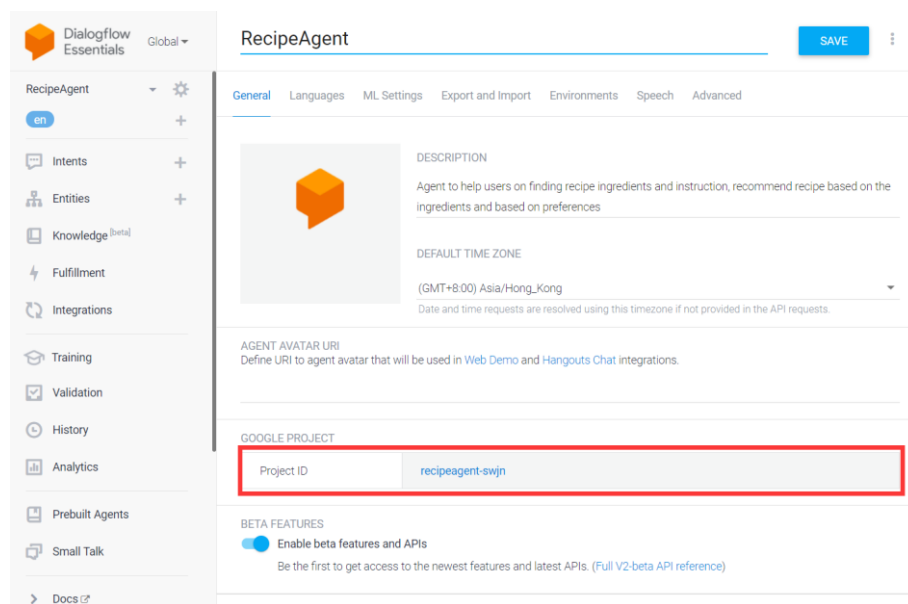 Dialogflow
Essentials
Global
RecipeAgent
SAVE
RecipeAgent
en
General Languages ML Settings Export and Import Environments Speech Advanced
Intents
Entities
Knowledge [beta]
Fulfillment
Integrations
Training
Validation
History
Analytics
Prebuilt Agents
Small Talk
Docs
DESCRIPTION
Agent to help users on finding recipe ingredients and instruction, recommend recipe based on the
ingredients and based on preferences
DEFAULT TIME ZONE
(GMT+8:00) Asia/Hong_Kong
Date and time requests are resolved using this timezone if not provided in the API requests.
AGENT AVATAR URI
Define URI to agent avatar that will be used in Web Demo and Hangouts Chat integrations.
GOOGLE PROJECT
Project ID recipeagent-swjn
BETA FEATURES
Enable beta features and APIs
Be the first to get access to the newest features and latest APIs. (Full V2-beta API reference)